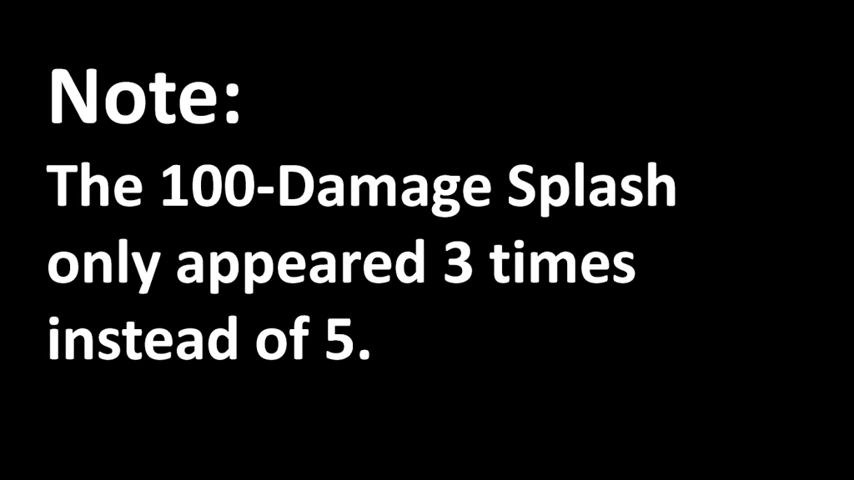 Note:
The 100-Damage Splash
only appeared 3 times
instead of 5.